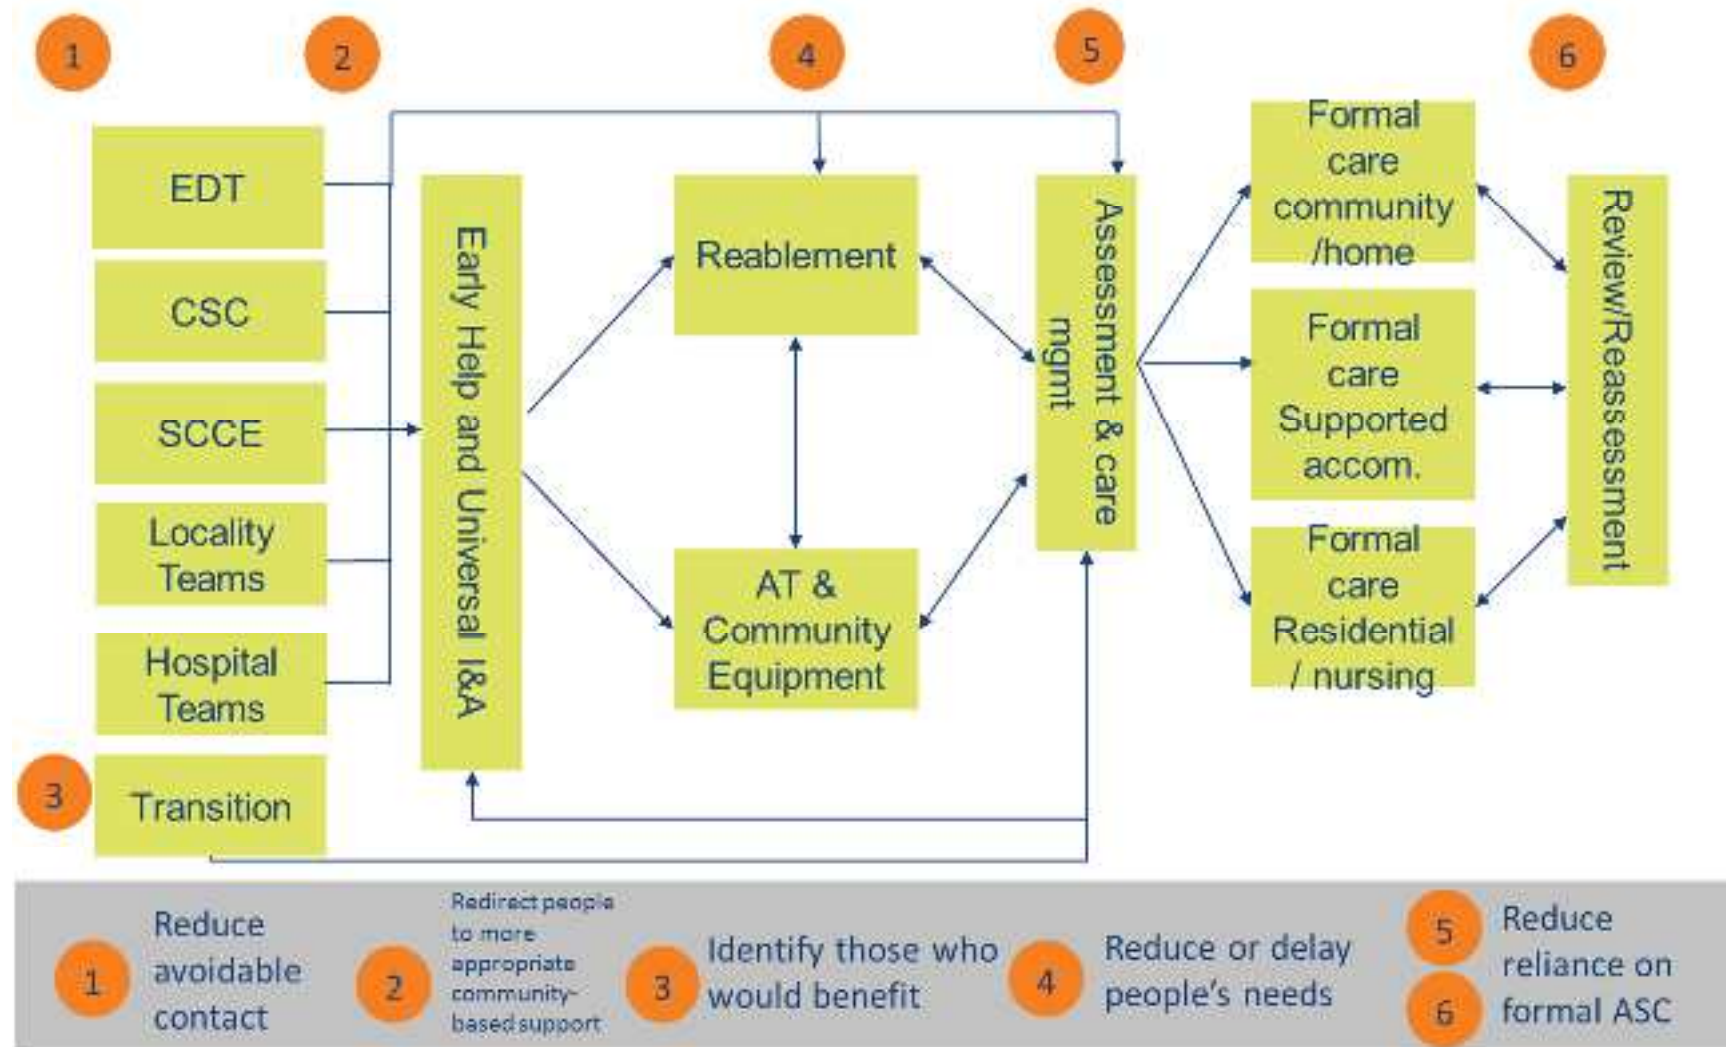 1
2
4
5
6
EDT
CSC
SCCE
Locality
Teams
Hospital
Teams
3
Transition
Early Help and Universal I&A
Reablement
AT &
Community
Equipment
Assessment & care
mgmt
Formal
care
community
/home
Formal
care
Supported
accom.
Formal
care
Residential
/ nursing
Review/Reassessment
1
Reduce
avoidable
contact
2
Redirect people
to more
appropriate
community-
based support
3
Identify those who
would benefit
4
Reduce or delay
people's needs
5
6
Reduce
reliance on
formal ASC